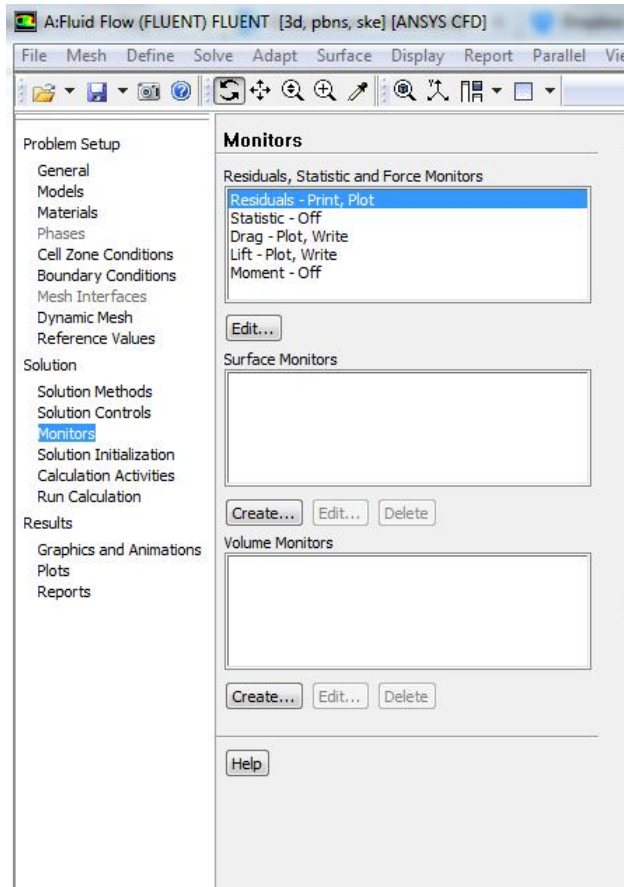 A:Fluid Flow (FLUENT) FLUENT [3d, pbns, ske] [ANSYS CFD]
File Mesh Define Solve Adapt Surface Display Report Parallel
Problem Setup
General
Models
Materials
Phases
Cell Zone Conditions
Boundary Conditions
Mesh Interfaces
Dynamic Mesh
Reference Values
Solution
Solution Methods
Solution Controls
Monitors
Solution Initialization
Calculation Activities
Run Calculation
Results
Graphics and Animations
Plots
Reports
Monitors
Residuals, Statistic and Force Monitors
Residuals - Print, Plot
Statistic - Off
Drag - Plot, Write
Lift - Plot, Write
Moment - Off
Edit...
Surface Monitors
Create... Edit... Delete
Volume Monitors
Create... Edit... Delete
Help